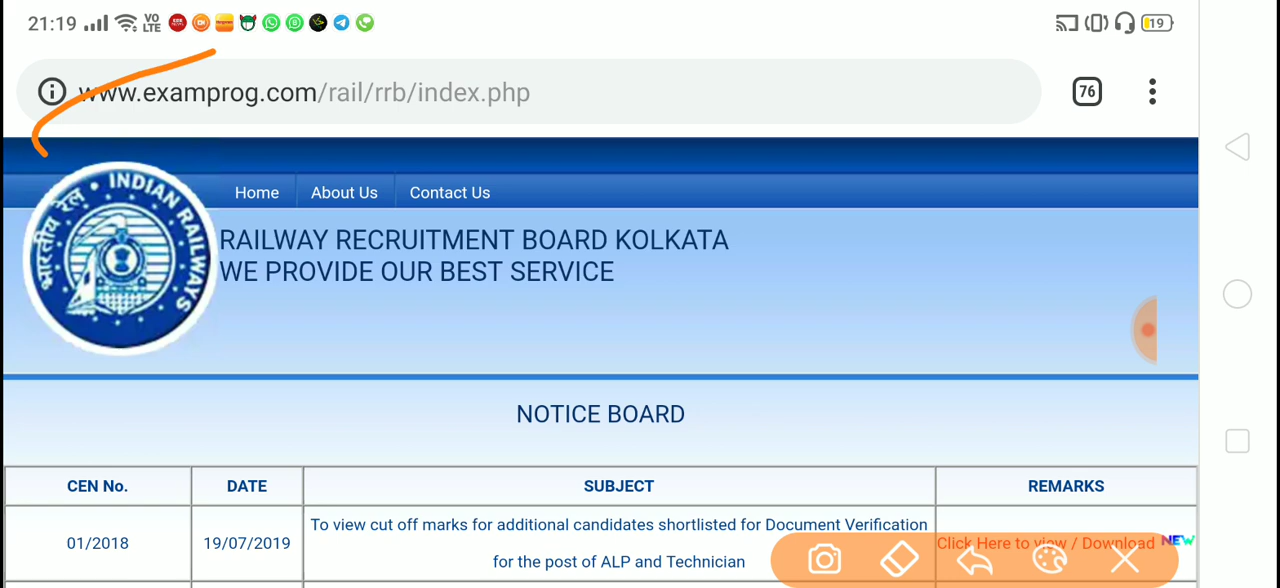 21:19 VO LTE 19
www.examprog.com/rail/rrb/index.php 76
भारतीय रेल • INDIAN RAILWAYS
Home About Us Contact Us
RAILWAY RECRUITMENT BOARD KOLKATA
WE PROVIDE OUR BEST SERVICE
NOTICE BOARD
CEN No. DATE SUBJECT REMARKS
01/2018 19/07/2019 To view cut off marks for additional candidates shortlisted for Document Verification for the post of ALP and Technician Click Here to view / Download NEW